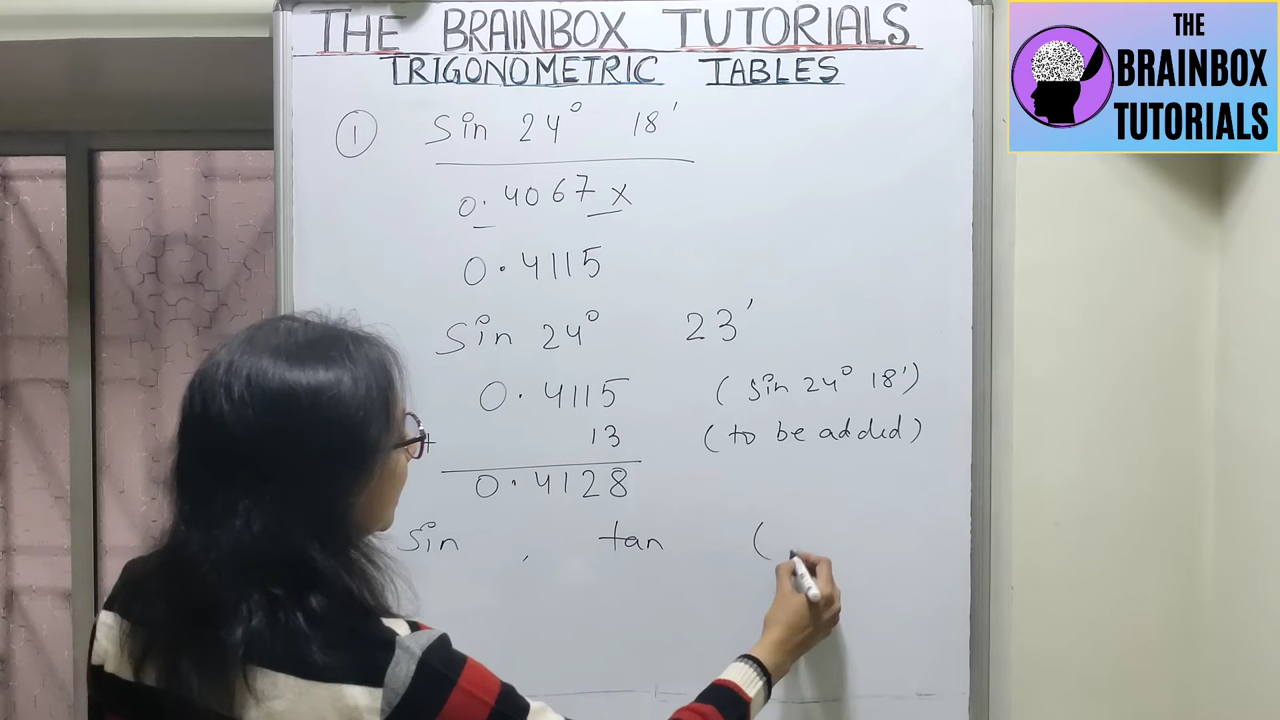 THE BRAINBOX TUTORIALS
TRIGONOMETRIC TABLES
① Sin 24° 18'
0.4067 x
0.4115
Sin 24° 23'
0.4115 (Sin 24° 18')
+ 13 (to be added)
0.4128
Sin , tan (
THE
BRAINBOX
TUTORIALS